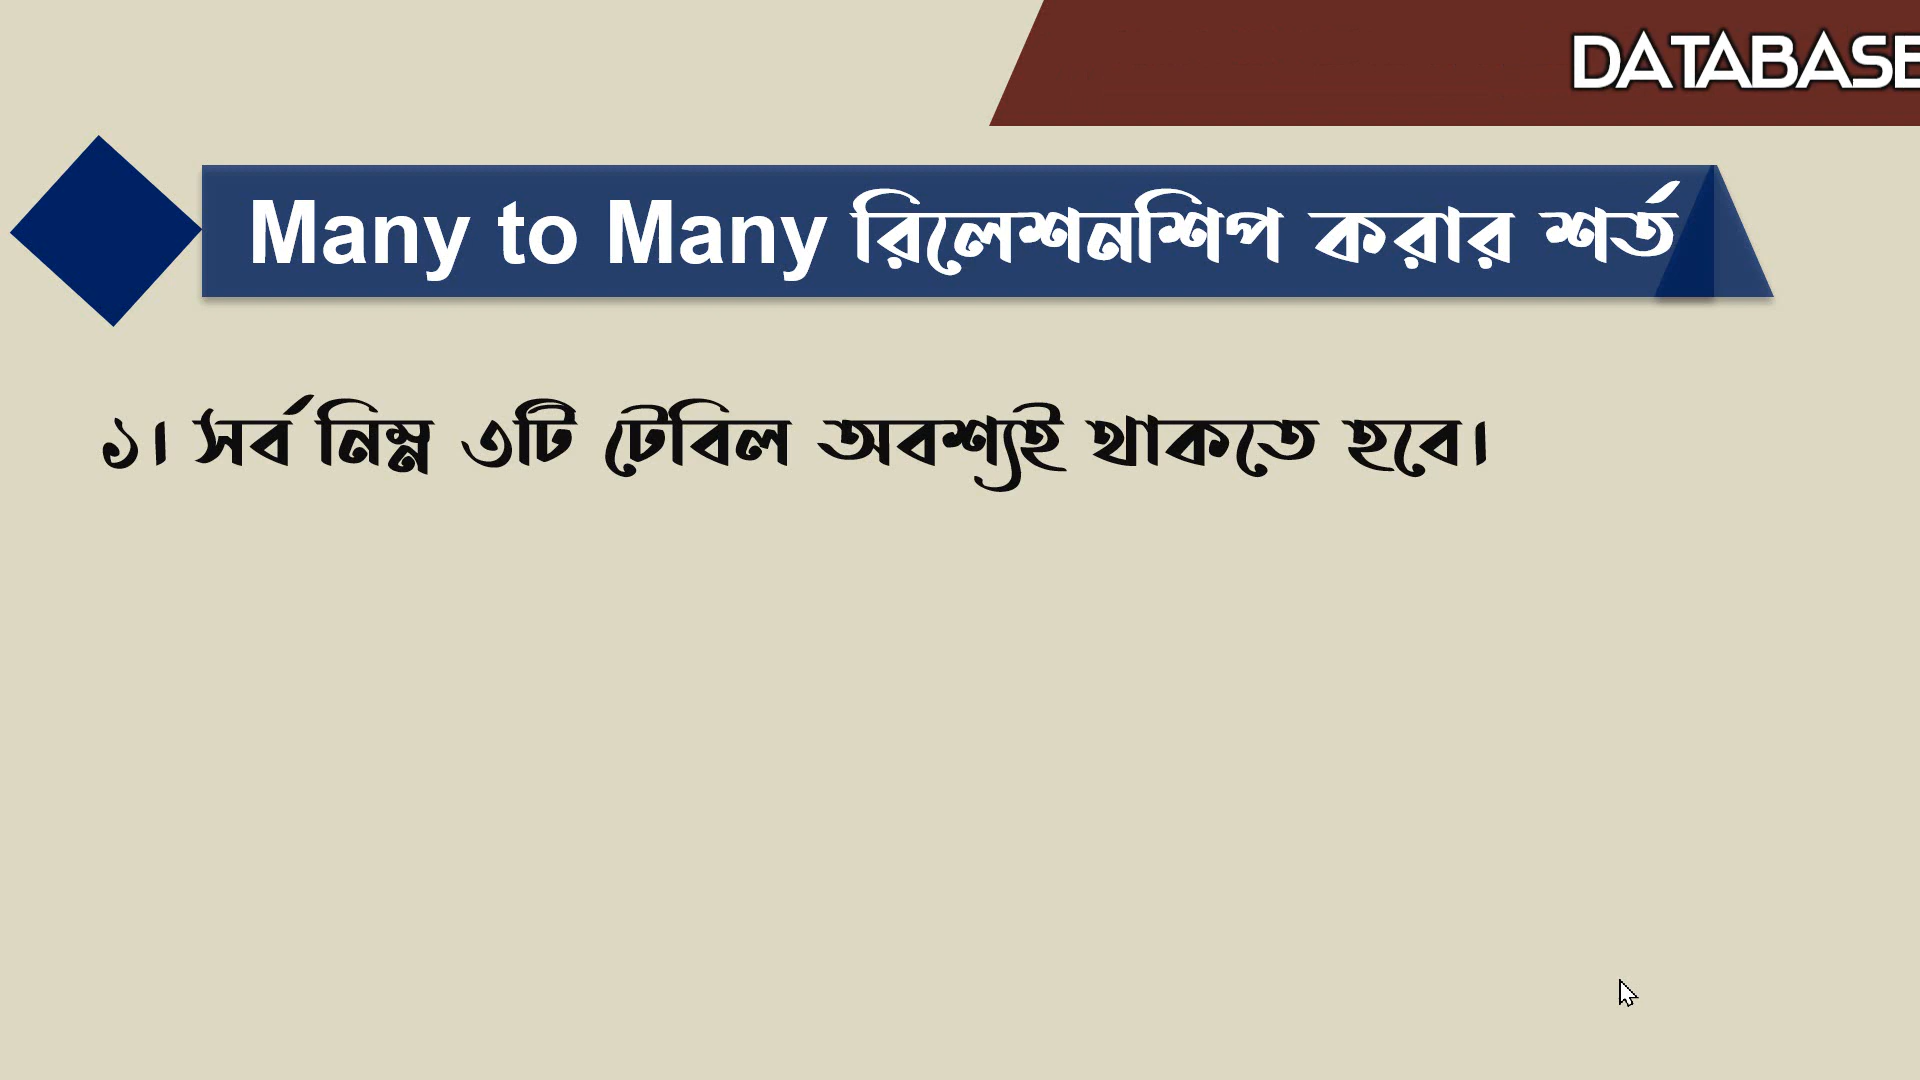 DATABASE
Many to Many রিলেশনশিপ করার শর্ত
১। সর্ব নিম্ন ৩টি টেবিল অবশ্যই থাকতে হবে।